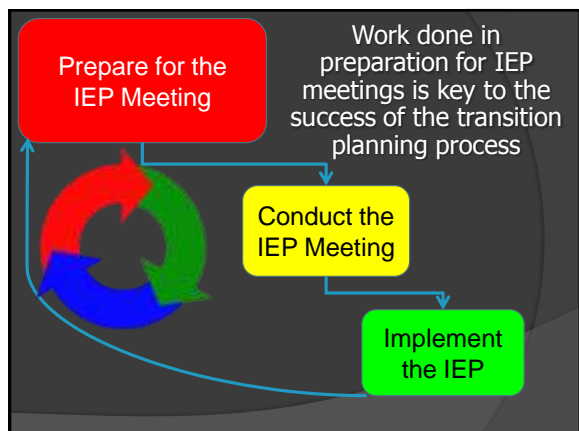 Prepare for the
IEP Meeting
Work done in
preparation for IEP
meetings is key to the
success of the transition
planning process
Conduct the
IEP Meeting
Implement
the IEP